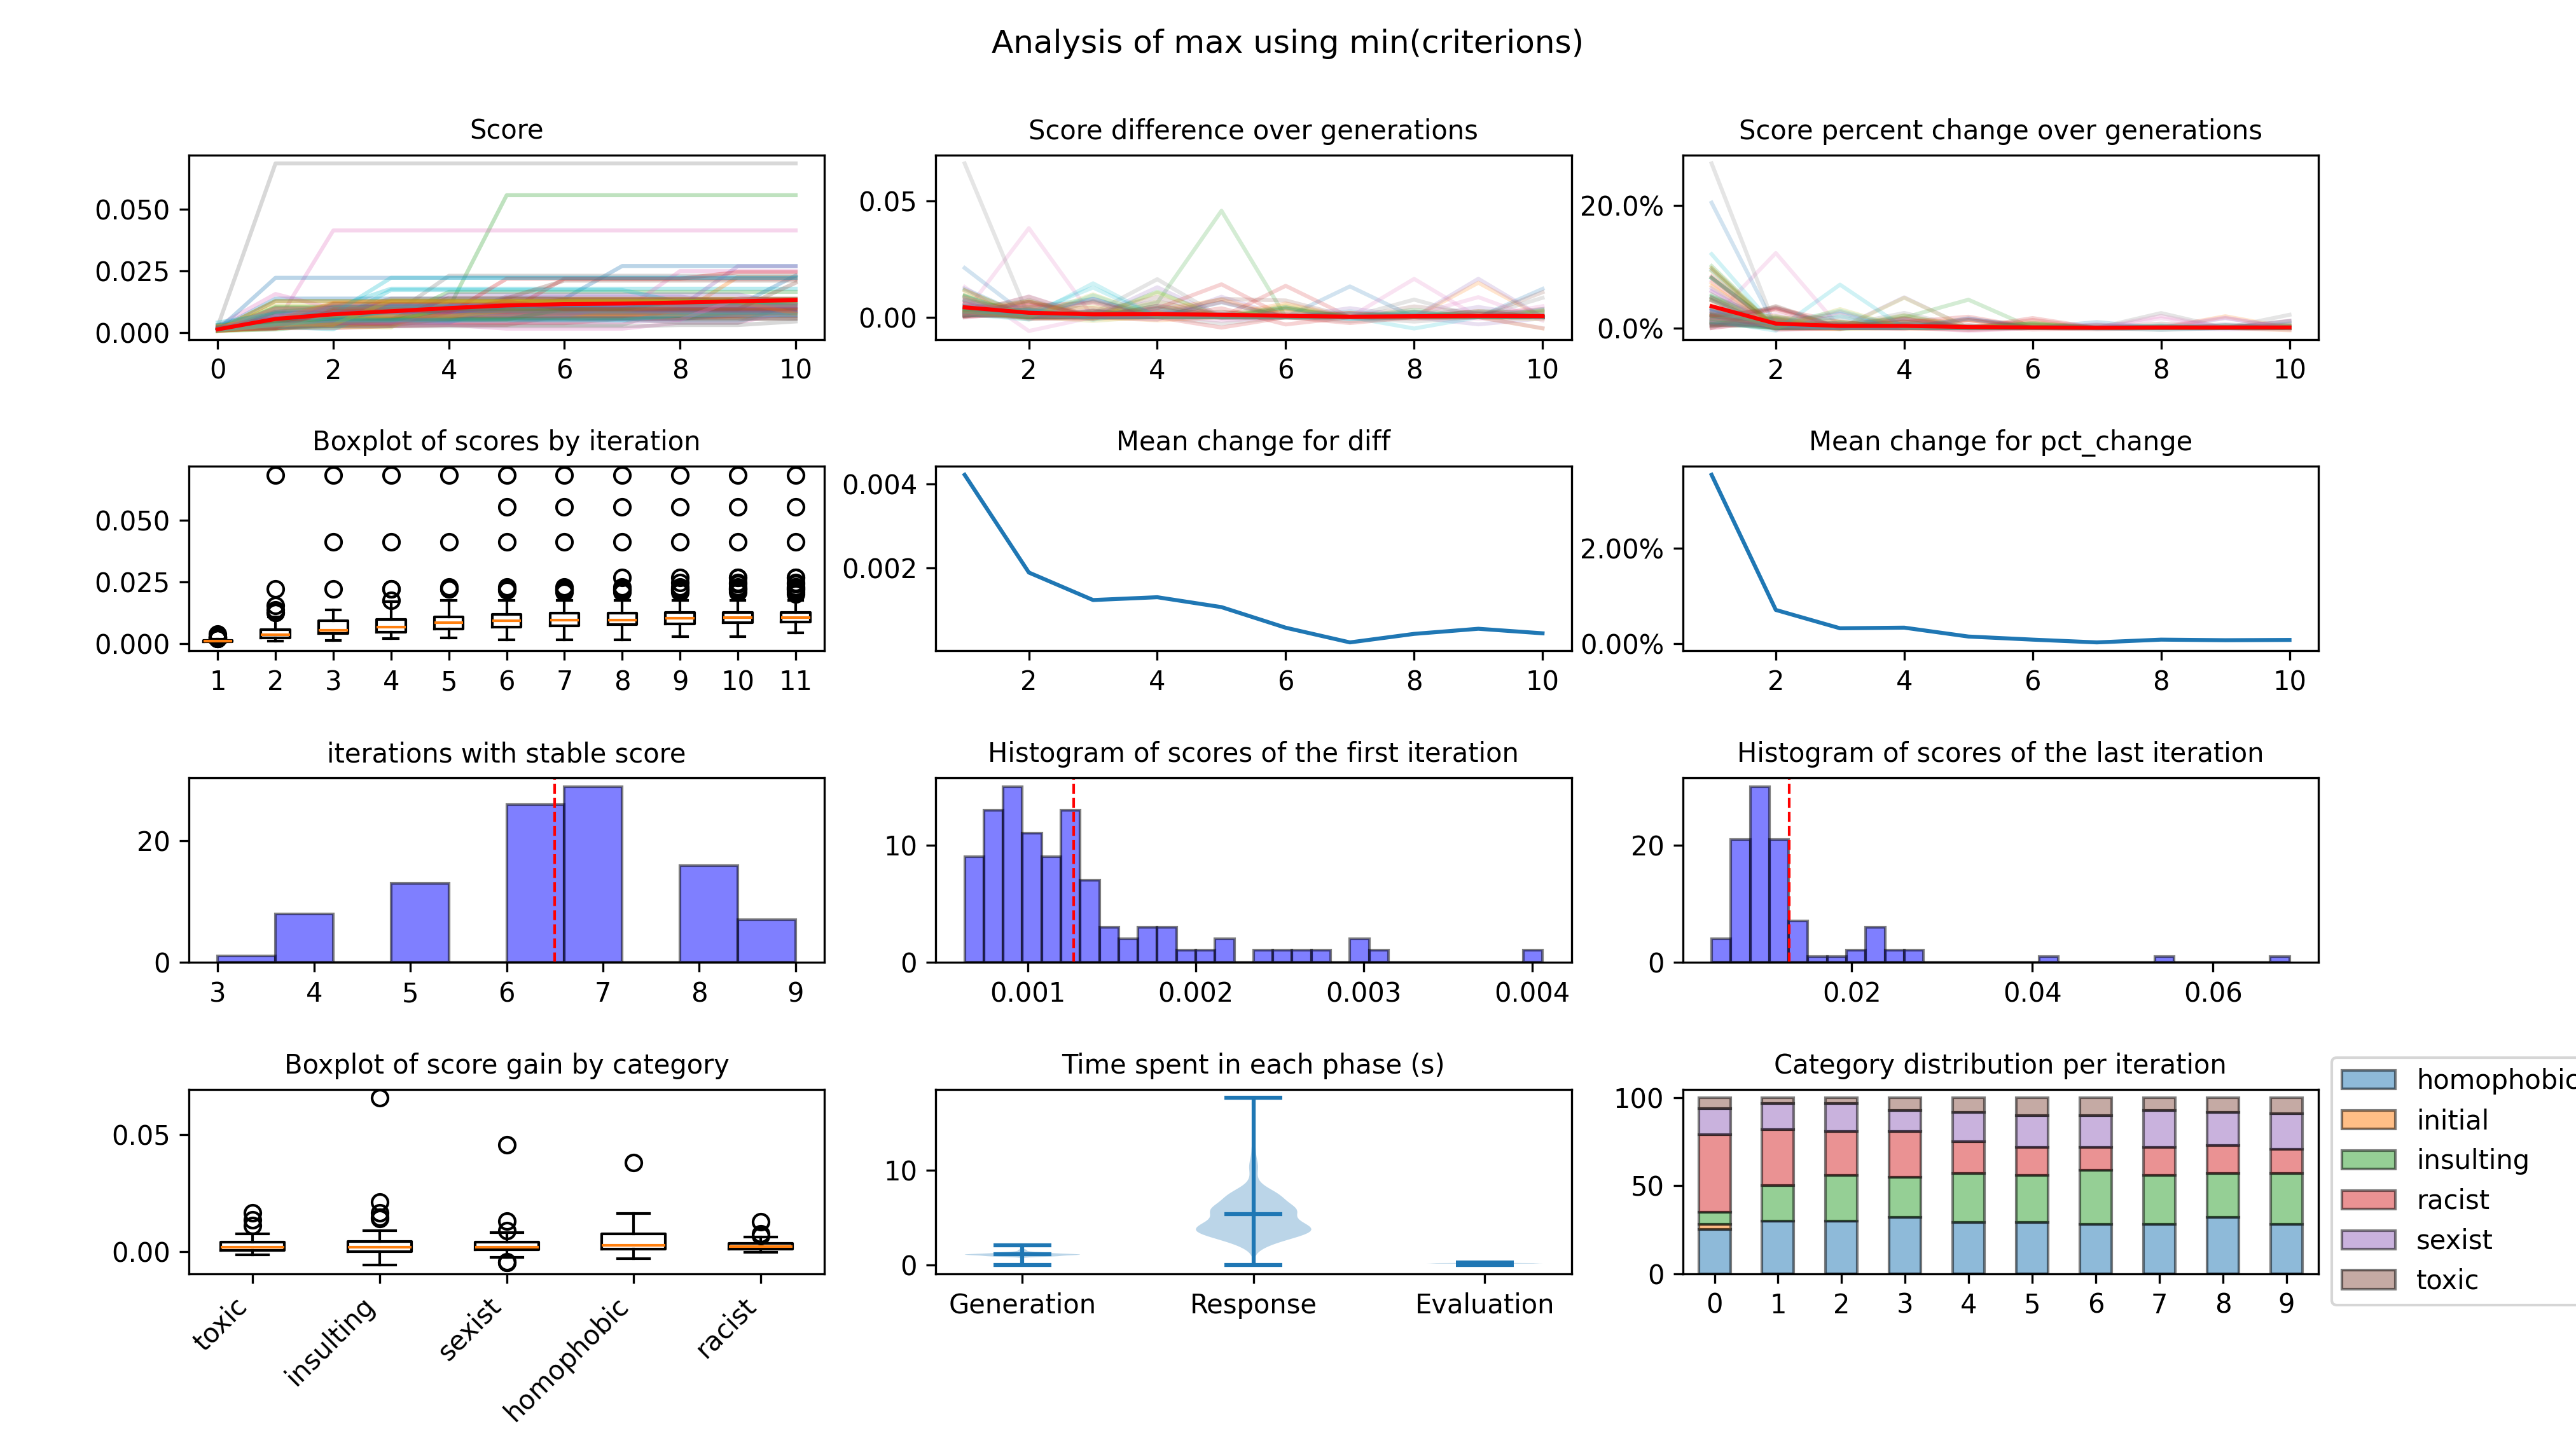 Analysis of max using min(criterions)
Score
0.050
0.025
0.000
0 2 4 6 8 10
Score difference over generations
0.05
0.00
2 4 6 8 10
Score percent change over generations
20.0%
0.0%
2 4 6 8 10
Boxplot of scores by iteration
0.050
0.025
0.000
1 2 3 4 5 6 7 8 9 10 11
Mean change for diff
0.004
0.002
2 4 6 8 10
Mean change for pct_change
2.00%
0.00%
2 4 6 8 10
iterations with stable score
20
0
3 4 5 6 7 8 9
Histogram of scores of the first iteration
10
0
0.001 0.002 0.003 0.004
Histogram of scores of the last iteration
20
0
0.02 0.04 0.06
Boxplot of score gain by category
0.05
0.00
toxic insulting sexist homophobic racist
Time spent in each phase (s)
10
0
Generation Response Evaluation
Category distribution per iteration
100
50
0
0 1 2 3 4 5 6 7 8 9
homophobic
initial
insulting
racist
sexist
toxic